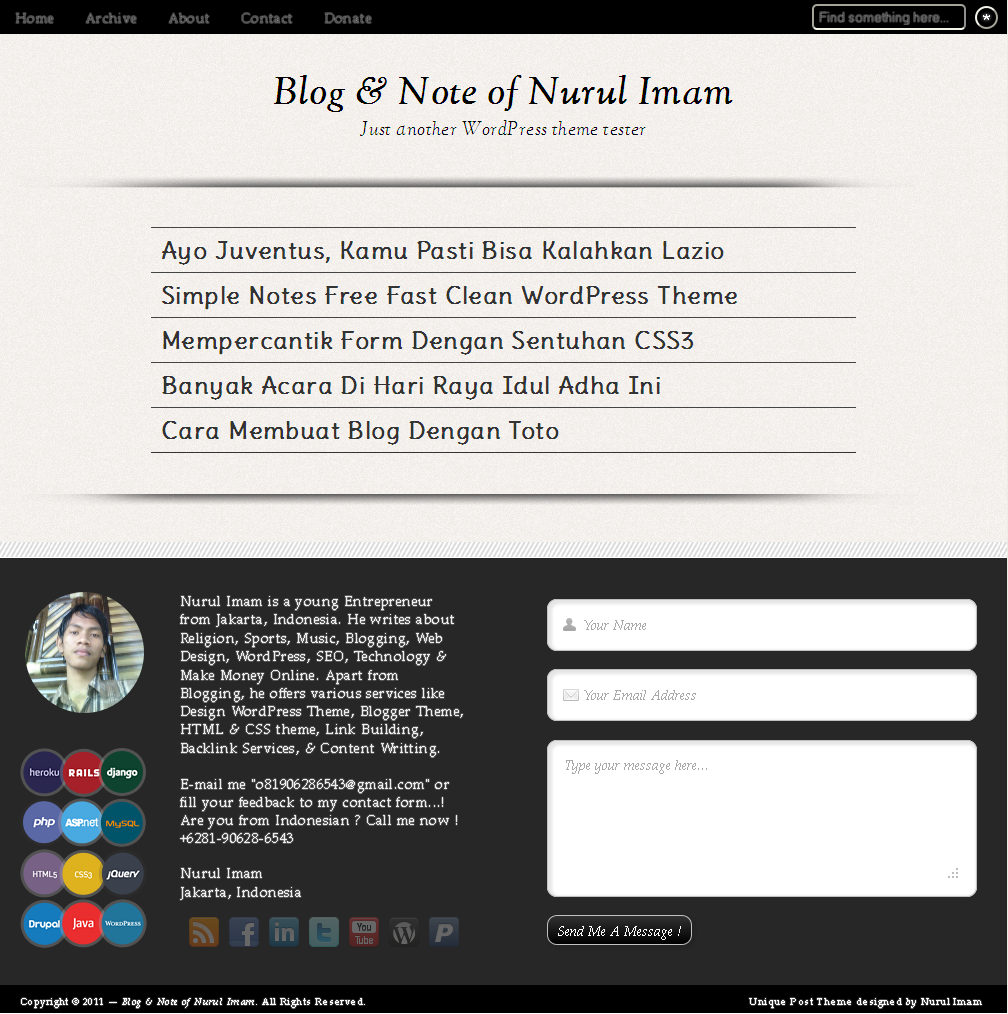 Home Archive About Contact Donate
Find something here... *
Blog & Note of Nurul Imam
Just another WordPress theme tester
Ayo Juventus, Kamu Pasti Bisa Kalahkan Lazio
Simple Notes Free Fast Clean WordPress Theme
Mempercantik Form Dengan Sentuhan CSS3
Banyak Acara Di Hari Raya Idul Adha Ini
Cara Membuat Blog Dengan Toto
Nurul Imam is a young Entrepreneur
from Jakarta, Indonesia. He writes about
Religion, Sports, Music, Blogging, Web
Design, WordPress, SEO, Technology &
Make Money Online. Apart from
Blogging, he offers various services like
Design WordPress Theme, Blogger Theme,
HTML & CSS theme, Link Building,
Backlink Services, & Content Writting.
E-mail me "o81906286543@gmail.com" or
fill your feedback to my contact form...!
Are you from Indonesian ? Call me now !
+6281-90628-6543
Nurul Imam
Jakarta, Indonesia
heroku RAILS django
php ASP.net MySQL
HTML5 CSS3 jQuery
Drupal Java WORDPRESS
f in t You Tube W P
Your Name
Your Email Address
Type your message here...
Send Me A Message !
Copyright © 2011 — Blog & Note of Nurul Imam. All Rights Reserved.
Unique Post Theme designed by Nurul Imam